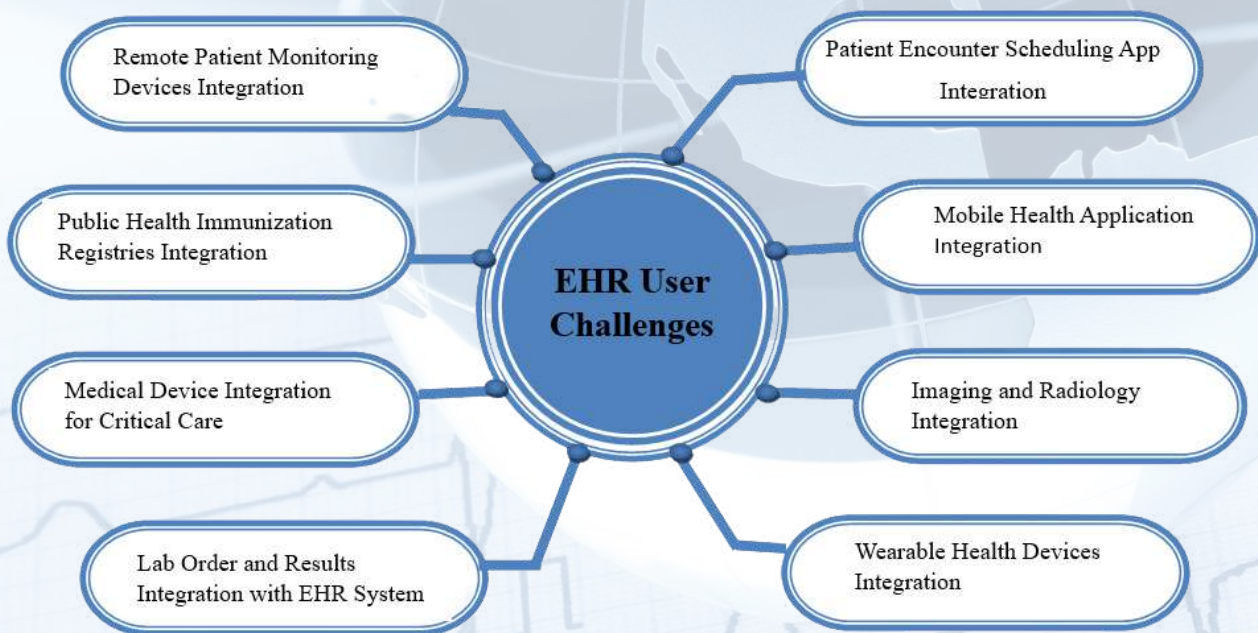 Remote Patient Monitoring
Devices Integration
Patient Encounter Scheduling App
Integration
Public Health Immunization
Registries Integration
Mobile Health Application
Integration
EHR User
Challenges
Medical Device Integration
for Critical Care
Imaging and Radiology
Integration
Lab Order and Results
Integration with EHR System
Wearable Health Devices
Integration